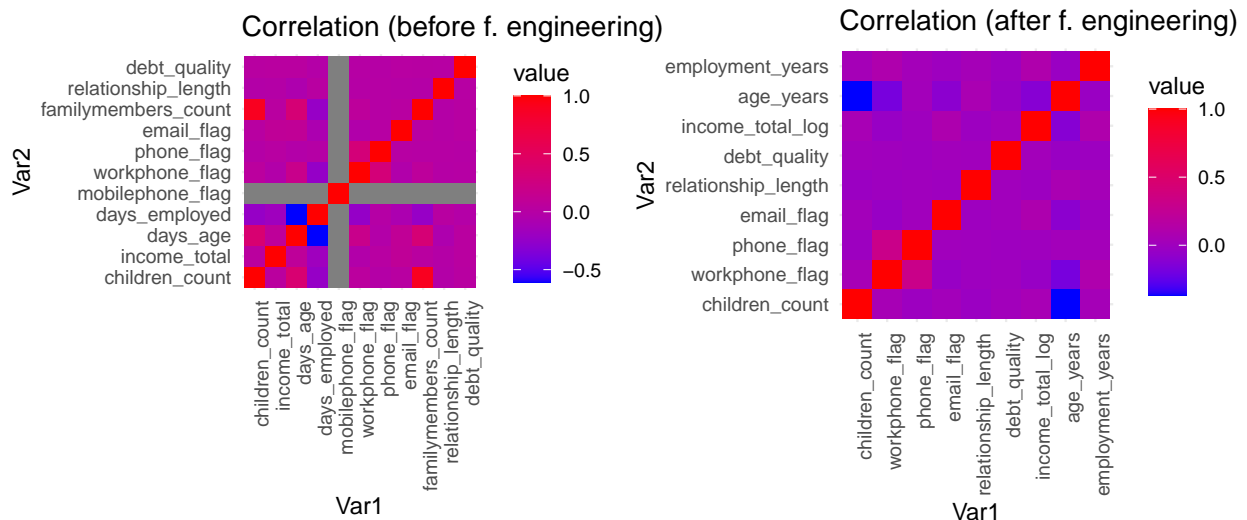 Correlation (before f. engineering)
Var2
debt_quality
relationship_length
familymembers_count
email_flag
phone_flag
workphone_flag
mobilephone_flag
days_employed
days_age
income_total
children_count
children_count
income_total
days_age
days_employed
mobilephone_flag
workphone_flag
phone_flag
email_flag
familymembers_count
relationship_length
debt_quality
Var1
value
1.0
0.5
0.0
−0.5
Correlation (after f. engineering)
Var2
employment_years
age_years
income_total_log
debt_quality
relationship_length
email_flag
phone_flag
workphone_flag
children_count
children_count
workphone_flag
phone_flag
email_flag
relationship_length
debt_quality
income_total_log
age_years
employment_years
Var1
value
1.0
0.5
0.0